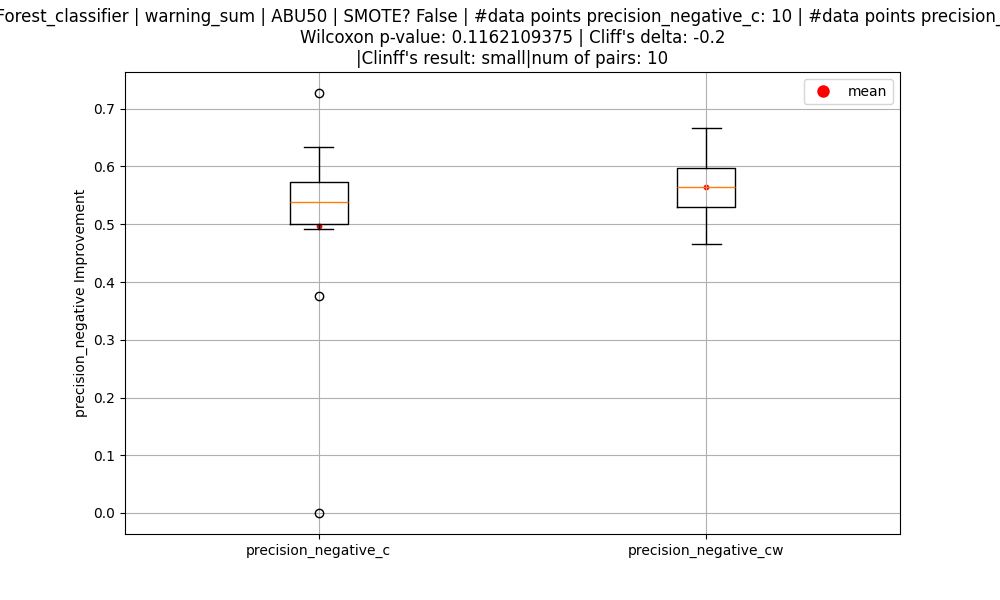 Forest_classifier | warning_sum | ABU50 | SMOTE? False | #data points precision_negative_c: 10 | #data points precision_
Wilcoxon p-value: 0.1162109375 | Cliff's delta: -0.2
|Clinff's result: small|num of pairs: 10
mean
0.7
0.6
0.5
0.4
0.3
0.2
0.1
0.0
precision_negative Improvement
precision_negative_c
precision_negative_cw